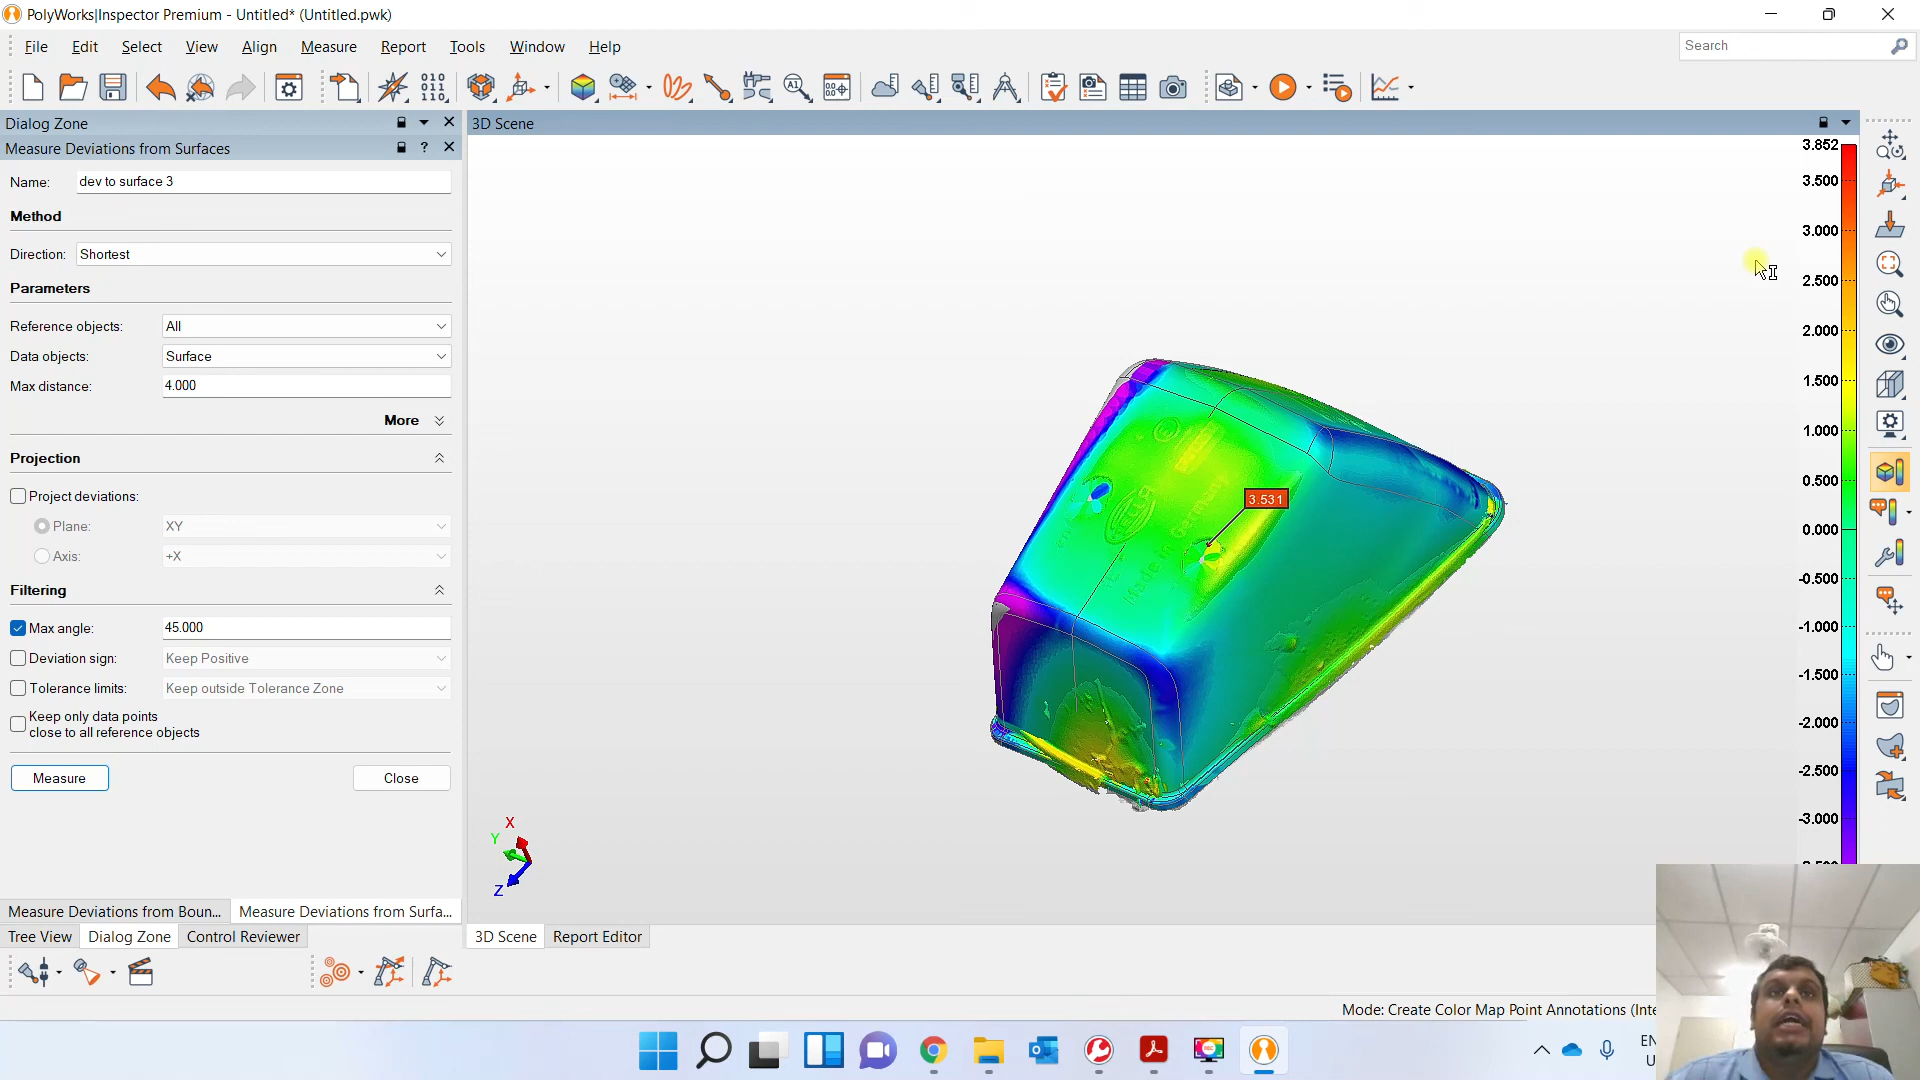 PolyWorks|Inspector Premium - Untitled* (Untitled.pwk)
File Edit Select View Align Measure Report Tools Window Help
Search
Dialog Zone
3D Scene
Measure Deviations from Surfaces
Name: dev to surface 3
Method
Direction: Shortest
Parameters
Reference objects: All
Data objects: Surface
Max distance: 4.000
More
Projection
Project deviations:
Plane: XY
Axis: +X
Filtering
Max angle: 45.000
Deviation sign: Keep Positive
Tolerance limits: Keep outside Tolerance Zone
Keep only data points
close to all reference objects
Measure Close
3.852
3.500
3.000
2.500
2.000
1.500
1.000
0.500
0.000
-0.500
-1.000
-1.500
-2.000
-2.500
-3.000
3.531
X
Y
Z
Measure Deviations from Boun... Measure Deviations from Surfa...
Tree View Dialog Zone Control Reviewer
3D Scene Report Editor
Mode: Create Color Map Point Annotations (Inte